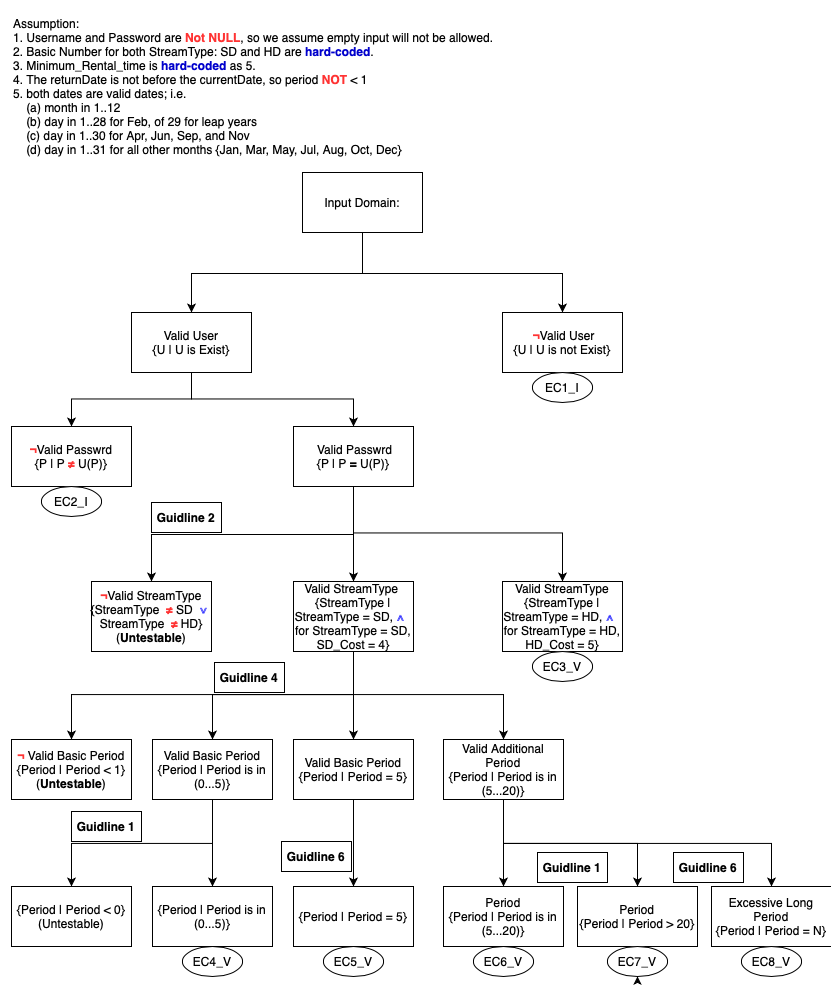 Assumption:
1. Username and Password are Not NULL, so we assume empty input will not be allowed.
2. Basic Number for both StreamType: SD and HD are hard-coded.
3. Minimum_Rental_time is hard-coded as 5.
4. The returnDate is not before the currentDate, so period NOT < 1
5. both dates are valid dates; i.e.
(a) month in 1..12
(b) day in 1..28 for Feb, of 29 for leap years
(c) day in 1..30 for Apr, Jun, Sep, and Nov
(d) day in 1..31 for all other months {Jan, Mar, May, Jul, Aug, Oct, Dec}
Input Domain:
Valid User
{U | U is Exist}
¬Valid User
{U | U is not Exist}
EC1_I
¬Valid Passwrd
{P | P ≠ U(P)}
EC2_I
Valid Passwrd
{P | P = U(P)}
Guidline 2
¬Valid StreamType
{StreamType ≠ SD ∨
StreamType ≠ HD}
(Untestable)
Valid StreamType
{StreamType |
StreamType = SD, ∧
for StreamType = SD,
SD_Cost = 4}
Valid StreamType
{StreamType |
StreamType = HD, ∧
for StreamType = HD,
HD_Cost = 5}
EC3_V
Guidline 4
¬ Valid Basic Period
{Period | Period < 1}
(Untestable)
Valid Basic Period
{Period | Period is in
(0...5)}
Valid Basic Period
{Period | Period = 5}
Valid Additional
Period
{Period | Period is in
(5...20)}
Guidline 1
Guidline 6
Guidline 1
Guidline 6
{Period | Period < 0}
(Untestable)
{Period | Period is in
(0...5)}
EC4_V
{Period | Period = 5}
EC5_V
Period
{Period | Period is in
(5...20)}
EC6_V
Period
{Period | Period > 20}
EC7_V
Excessive Long
Period
{Period | Period = N}
EC8_V